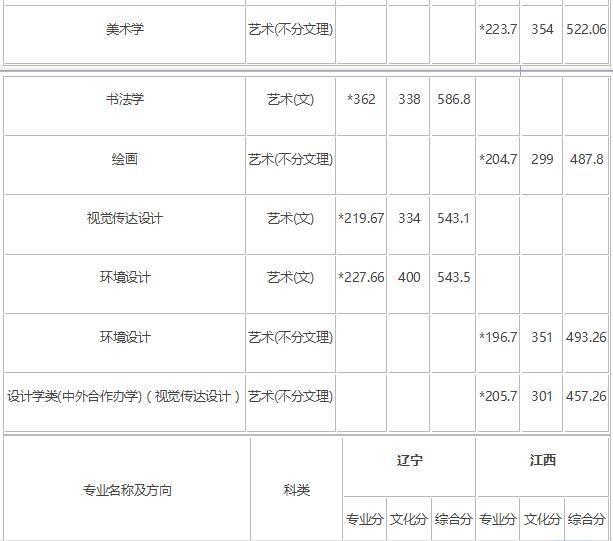 美术学 艺术(不分文理) *223.7 354 522.06
书法学 艺术(文) *362 338 586.8
绘画 艺术(不分文理) *204.7 299 487.8
视觉传达设计 艺术(文) *219.67 334 543.1
环境设计 艺术(文) *227.66 400 543.5
环境设计 艺术(不分文理) *196.7 351 493.26
设计学类(中外合作办学)(视觉传达设计) 艺术(不分文理) *205.7 301 457.26
辽宁 江西
专业名称及方向 科类
专业分 文化分 综合分 专业分 文化分 综合分